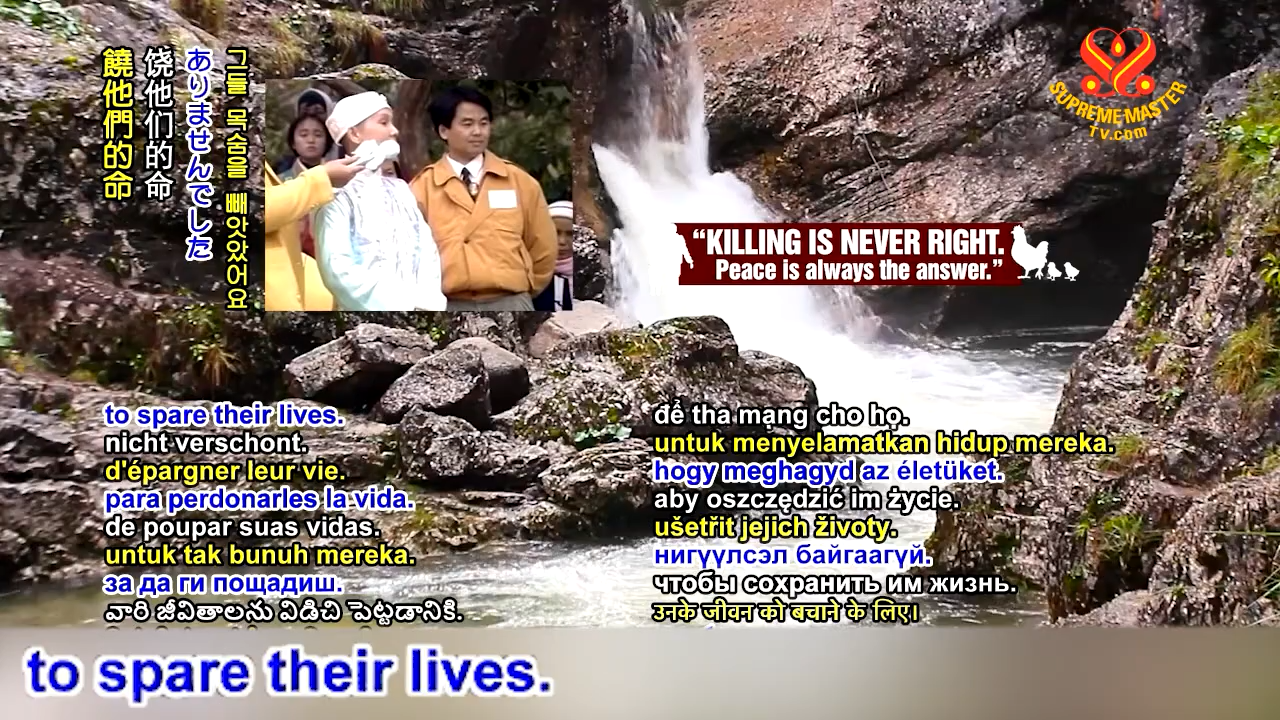 饒他們的命
饶他们的命
ありませんでした
그들 목숨을 빼앗았어요
SUPREME MASTER
TV.com
“KILLING IS NEVER RIGHT.
Peace is always the answer.”
to spare their lives.
nicht verschont.
d'épargner leur vie.
para perdonarles la vida.
de poupar suas vidas.
untuk tak bunuh mereka.
за да ги пощадиш.
వారి జీవితాలను విడిచి పెట్టడానికి.
để tha mạng cho họ.
untuk menyelamatkan hidup mereka.
hogy meghagyd az életüket.
aby oszczędzić im życie.
ušetřit jejich životy.
нигүүлсэл байгаагүй.
чтобы сохранить им жизнь.
उनके जीवन को बचाने के लिए।
to spare their lives.